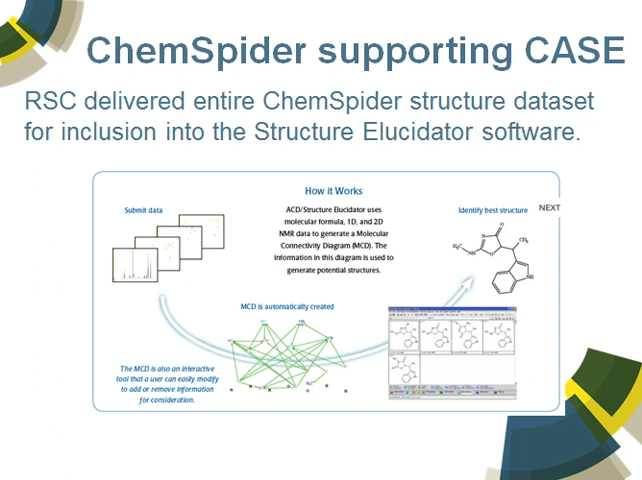 ChemSpider supporting CASE
RSC delivered entire ChemSpider structure dataset
for inclusion into the Structure Elucidator software.
How it Works
Submit data
ACD/Structure Elucidator uses
molecular formula, 1D, and 2D
NMR data to generate a Molecular
Connectivity Diagram (MCD). The
information in this diagram is used to
generate potential structures.
Identify best structure
NEXT
O
N
CH₃
H₃C
NH
O
NH
MCD is automatically created
The MCD is also an interactive
tool that a user can easily modify
to add or remove information
for consideration.